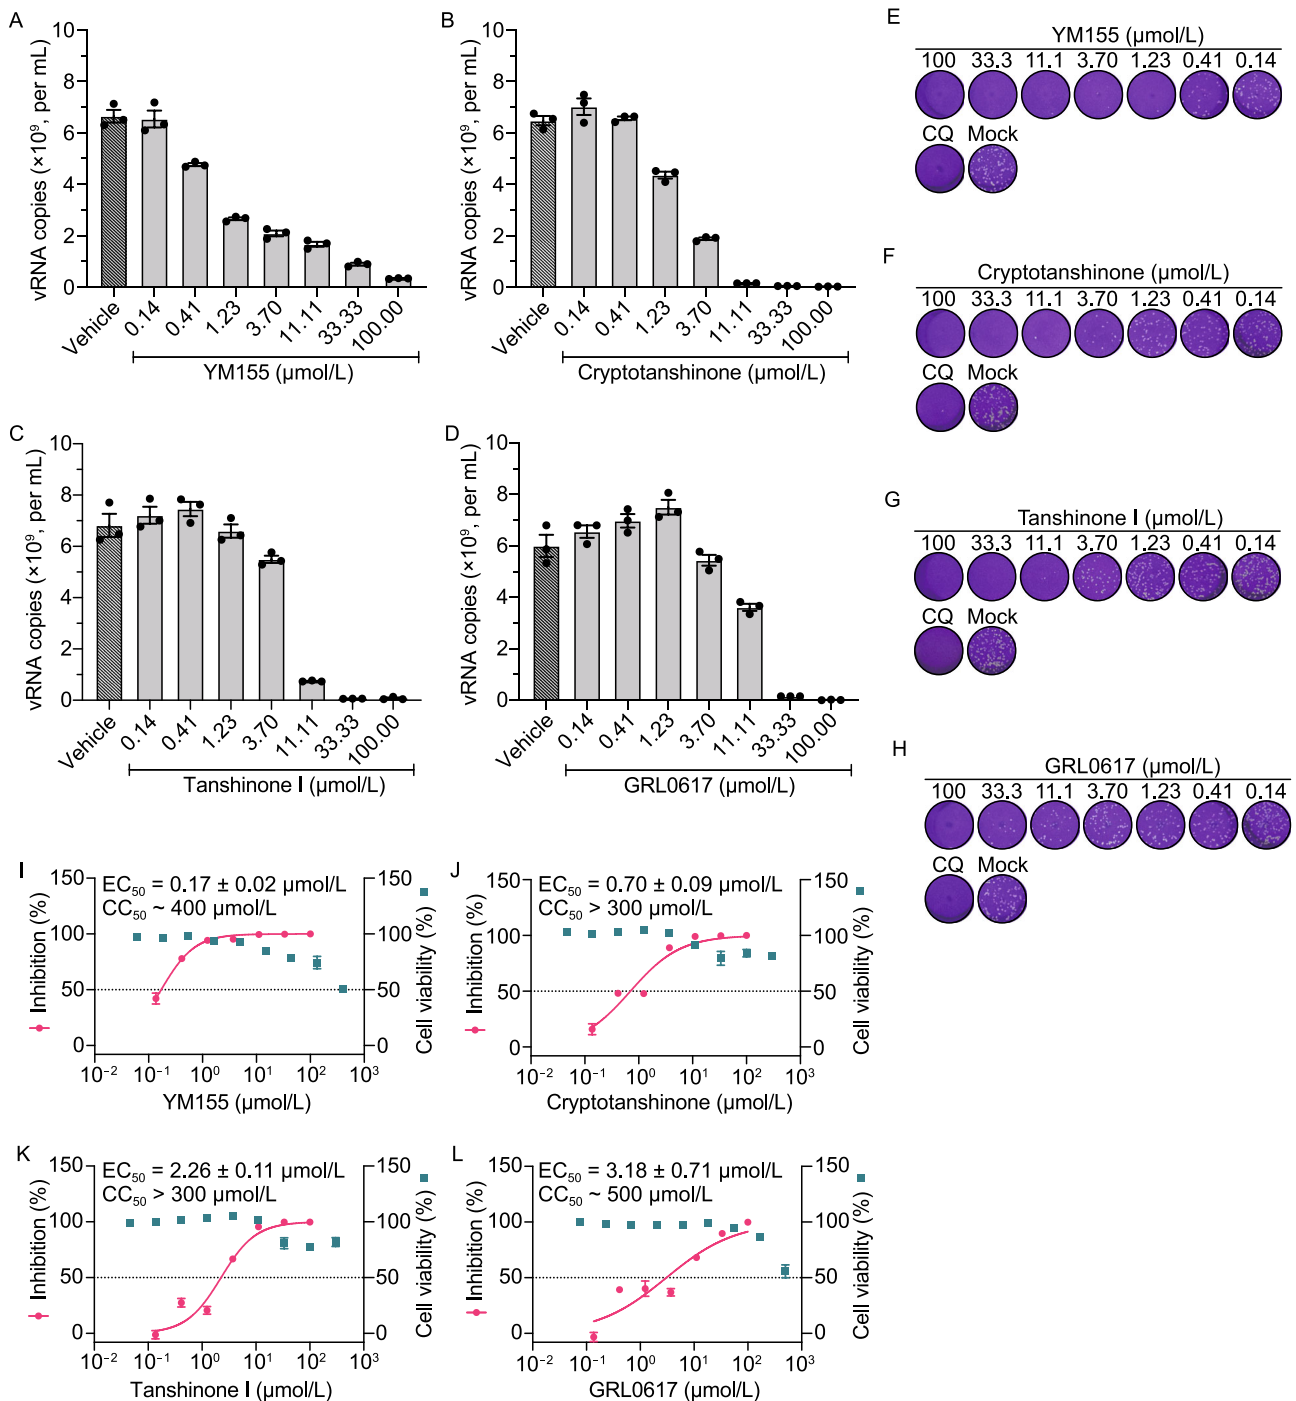 A
vRNA copies (×10⁹, per mL)
10
8
6
4
2
0
Vehicle
0.14
0.41
1.23
3.70
11.11
33.33
100.00
YM155 (µmol/L)
B
vRNA copies (×10⁹, per mL)
10
8
6
4
2
0
Vehicle
0.14
0.41
1.23
3.70
11.11
33.33
100.00
Cryptotanshinone (µmol/L)
C
vRNA copies (×10⁹, per mL)
10
8
6
4
2
0
Vehicle
0.14
0.41
1.23
3.70
11.11
33.33
100.00
Tanshinone I (µmol/L)
D
vRNA copies (×10⁹, per mL)
10
8
6
4
2
0
Vehicle
0.14
0.41
1.23
3.70
11.11
33.33
100.00
GRL0617 (µmol/L)
E
YM155 (µmol/L)
100 33.3 11.1 3.70 1.23 0.41 0.14
CQ Mock
F
Cryptotanshinone (µmol/L)
100 33.3 11.1 3.70 1.23 0.41 0.14
CQ Mock
G
Tanshinone I (µmol/L)
100 33.3 11.1 3.70 1.23 0.41 0.14
CQ Mock
H
GRL0617 (µmol/L)
100 33.3 11.1 3.70 1.23 0.41 0.14
CQ Mock
I
EC₅₀ = 0.17 ± 0.02 µmol/L
CC₅₀ ~ 400 µmol/L
Inhibition (%)
150
100
50
0
Cell viability (%)
150
100
50
0
10⁻² 10⁻¹ 10⁰ 10¹ 10² 10³
YM155 (µmol/L)
J
EC₅₀ = 0.70 ± 0.09 µmol/L
CC₅₀ > 300 µmol/L
Inhibition (%)
150
100
50
0
Cell viability (%)
150
100
50
0
10⁻² 10⁻¹ 10⁰ 10¹ 10² 10³
Cryptotanshinone (µmol/L)
K
EC₅₀ = 2.26 ± 0.11 µmol/L
CC₅₀ > 300 µmol/L
Inhibition (%)
150
100
50
0
Cell viability (%)
150
100
50
0
10⁻² 10⁻¹ 10⁰ 10¹ 10² 10³
Tanshinone I (µmol/L)
L
EC₅₀ = 3.18 ± 0.71 µmol/L
CC₅₀ ~ 500 µmol/L
Inhibition (%)
150
100
50
0
Cell viability (%)
150
100
50
0
10⁻² 10⁻¹ 10⁰ 10¹ 10² 10³
GRL0617 (µmol/L)